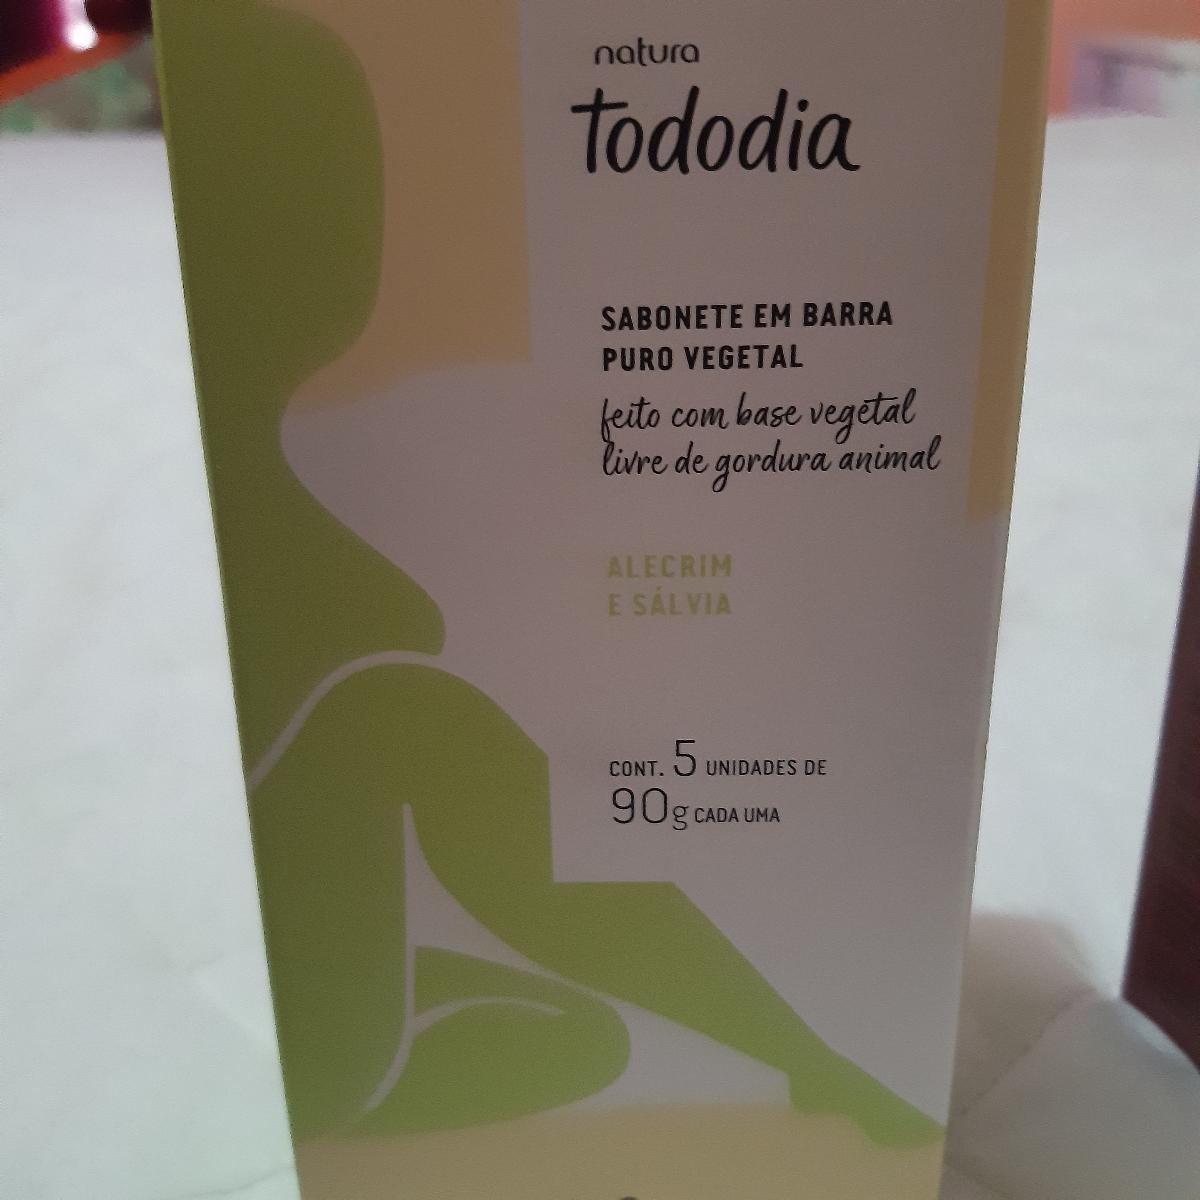 natura
Tododia
SABONETE EM BARRA
PURO VEGETAL
feito com base vegetal
livre de gordura animal
ALECRIM
E SÁLVIA
CONT. 5 UNIDADES DE
90g CADA UMA